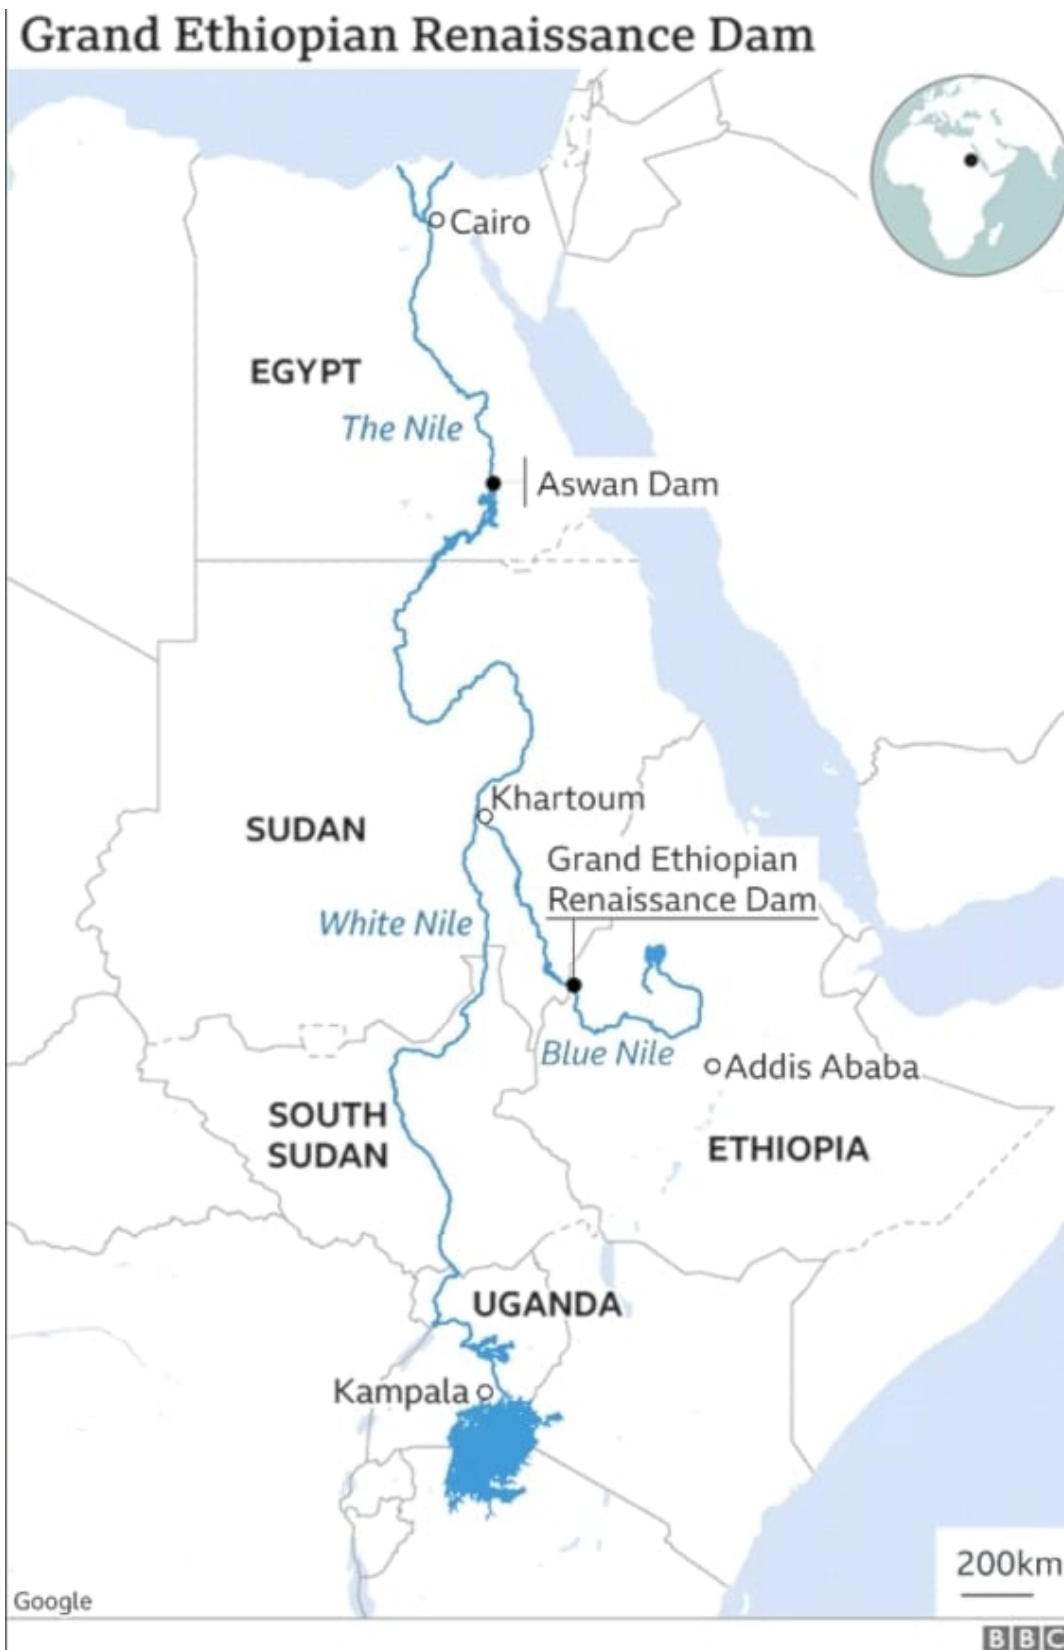 Grand Ethiopian Renaissance Dam
Cairo
EGYPT
The Nile
Aswan Dam
Khartoum
SUDAN
Grand Ethiopian
Renaissance Dam
White Nile
Blue Nile
Addis Ababa
SOUTH
SUDAN
ETHIOPIA
UGANDA
Kampala
200km
Google
BBC